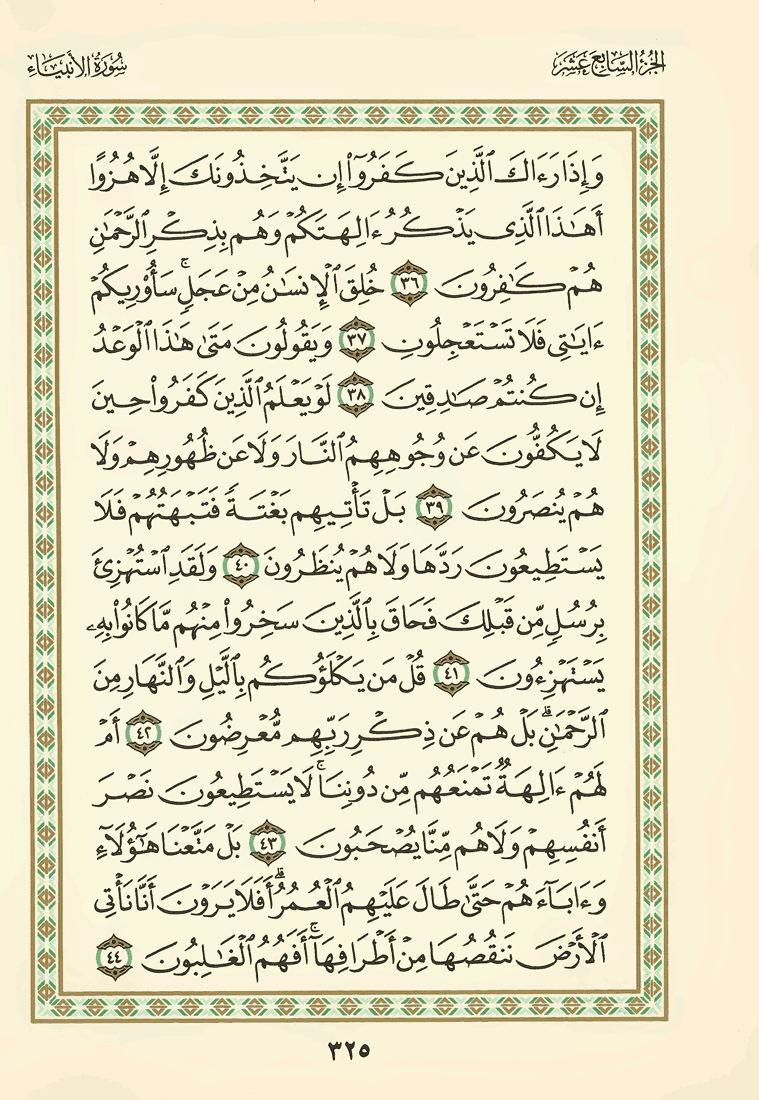 الجزء السابع عشر
سورة الأنبياء
وَإِذَا رَءَاكَ ٱلَّذِينَ كَفَرُوٓا۟ إِن يَتَّخِذُونَكَ إِلَّا هُزُوًا
أَهَـٰذَا ٱلَّذِى يَذْكُرُ ءَالِهَتَكُمْ وَهُم بِذِكْرِ ٱلرَّحْمَـٰنِ
هُمْ كَـٰفِرُونَ ٣٦ خُلِقَ ٱلْإِنسَـٰنُ مِنْ عَجَلٍ ۚ سَأُو۟رِيكُمْ
ءَايَـٰتِى فَلَا تَسْتَعْجِلُونِ ٣٧ وَيَقُولُونَ مَتَىٰ هَـٰذَا ٱلْوَعْدُ
إِن كُنتُمْ صَـٰدِقِينَ ٣٨ لَوْ يَعْلَمُ ٱلَّذِينَ كَفَرُوا۟ حِينَ
لَا يَكُفُّونَ عَن وُجُوهِهِمُ ٱلنَّارَ وَلَا عَن ظُهُورِهِمْ وَلَا
هُمْ يُنصَرُونَ ٣٩ بَلْ تَأْتِيهِم بَغْتَةً فَتَبْهَتُهُمْ فَلَا
يَسْتَطِيعُونَ رَدَّهَا وَلَا هُمْ يُنظَرُونَ ٤٠ وَلَقَدِ ٱسْتُهْزِئَ
بِرُسُلٍ مِّن قَبْلِكَ فَحَاقَ بِٱلَّذِينَ سَخِرُوا۟ مِنْهُم مَّا كَانُوا۟ بِهِۦ
يَسْتَهْزِءُونَ ٤١ قُلْ مَن يَكْلَؤُكُم بِٱلَّيْلِ وَٱلنَّهَارِ مِنَ
ٱلرَّحْمَـٰنِ ۗ بَلْ هُمْ عَن ذِكْرِ رَبِّهِم مُّعْرِضُونَ ٤٢ أَمْ
لَهُمْ ءَالِهَةٌ تَمْنَعُهُم مِّن دُونِنَا ۚ لَا يَسْتَطِيعُونَ نَصْرَ
أَنفُسِهِمْ وَلَا هُم مِّنَّا يُصْحَبُونَ ٤٣ بَلْ مَتَّعْنَا هَـٰٓؤُلَآءِ
وَءَابَآءَهُمْ حَتَّىٰ طَالَ عَلَيْهِمُ ٱلْعُمُرُ ۗ أَفَلَا يَرَوْنَ أَنَّا نَأْتِى
ٱلْأَرْضَ نَنقُصُهَا مِنْ أَطْرَافِهَآ ۚ أَفَهُمُ ٱلْغَـٰلِبُونَ ٤٤
٣٢٥